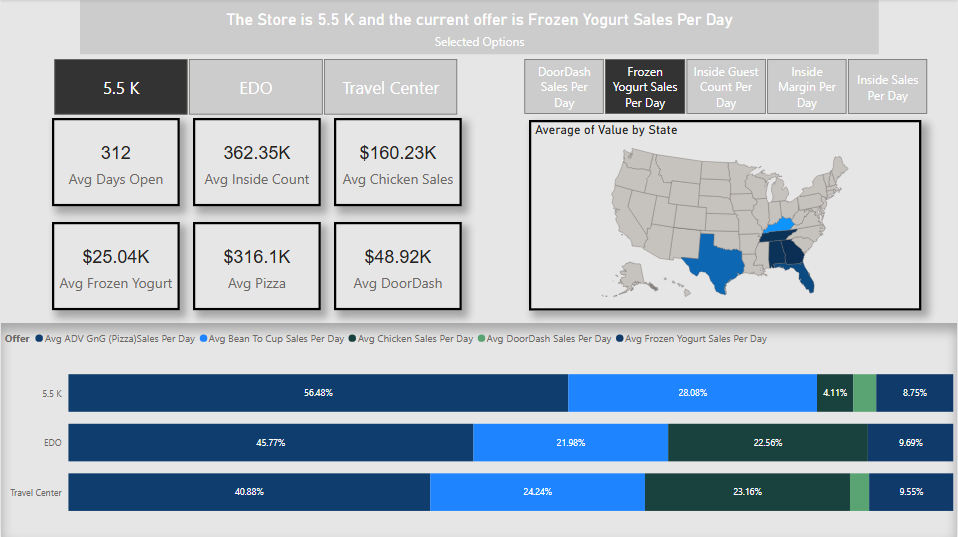 The Store is 5.5 K and the current offer is Frozen Yogurt Sales Per Day
Selected Options
5.5 K
EDO
Travel Center
DoorDash
Sales Per
Day
Frozen
Yogurt Sales
Per Day
Inside Guest
Count Per
Day
Inside
Margin Per
Day
Inside Sales
Per Day
312
Avg Days Open
362.35K
Avg Inside Count
$160.23K
Avg Chicken Sales
$25.04K
Avg Frozen Yogurt
$316.1K
Avg Pizza
$48.92K
Avg DoorDash
Average of Value by State
Offer Avg ADV GnG (Pizza)Sales Per Day Avg Bean To Cup Sales Per Day Avg Chicken Sales Per Day Avg DoorDash Sales Per Day Avg Frozen Yogurt Sales Per Day
5.5 K 56.48% 28.08% 4.11% 8.75%
EDO 45.77% 21.98% 22.56% 9.69%
Travel Center 40.88% 24.24% 23.16% 9.55%